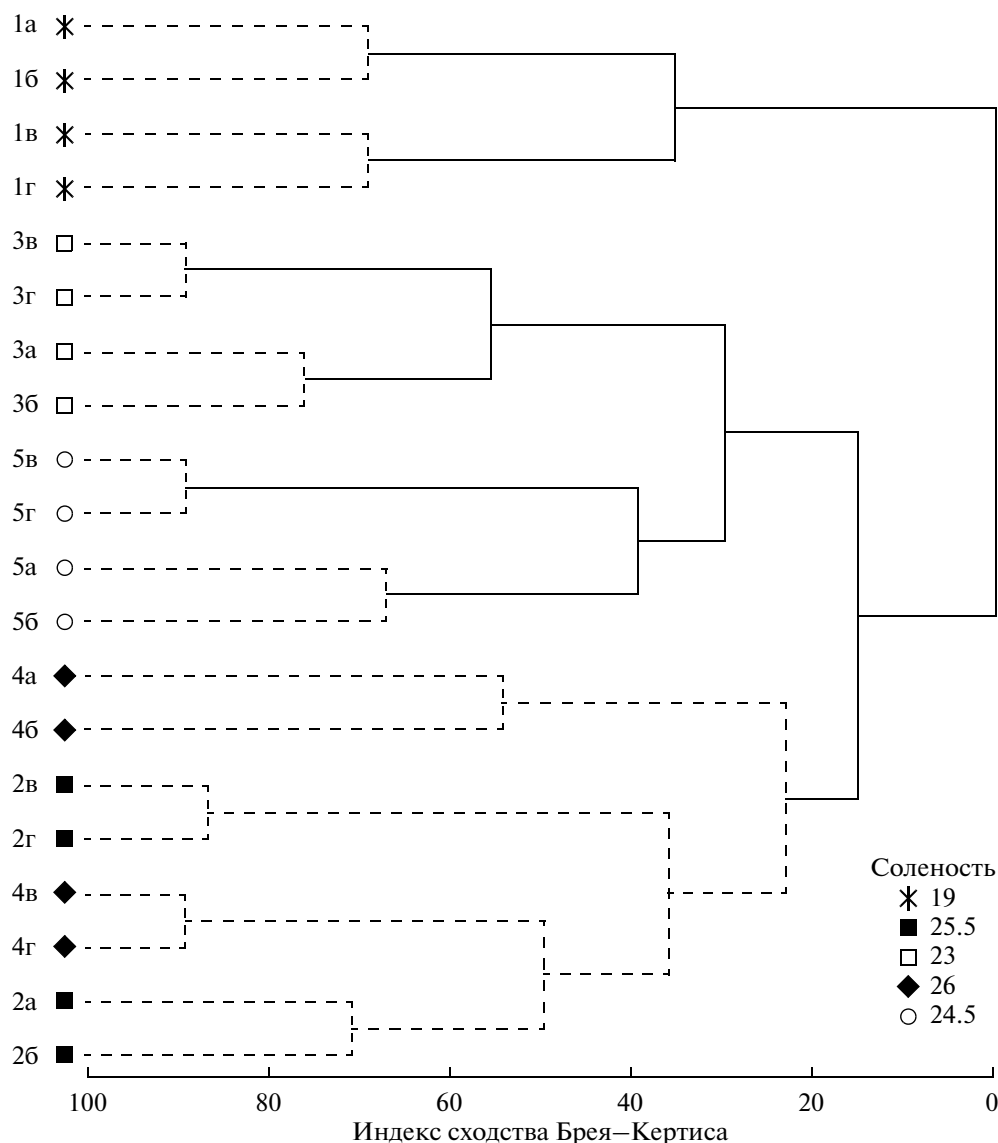 1а
1б
1в
1г
3в
3г
3а
3б
5в
5г
5а
5б
4а
4б
2в
2г
4в
4г
2а
2б
Соленость
19
25.5
23
26
24.5
100 80 60 40 20 0
Индекс сходства Брея–Кертиса